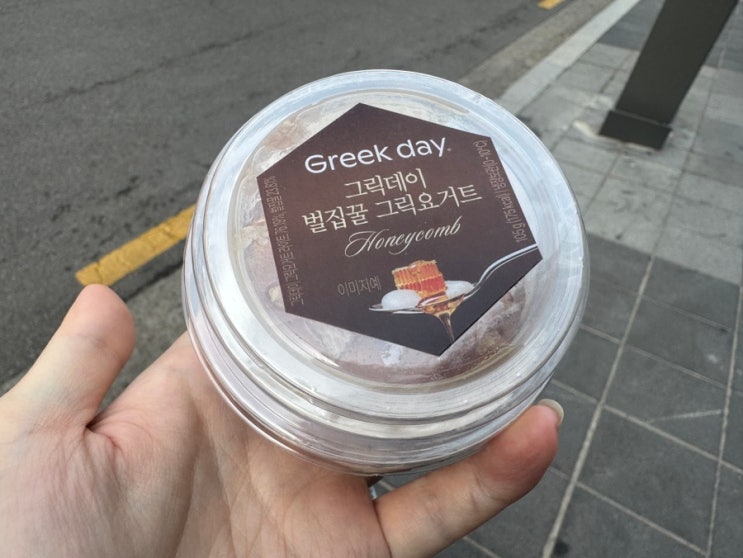 Greek day
그릭데이
벌집꿀 그릭요거트
Honeycomb
이미지예